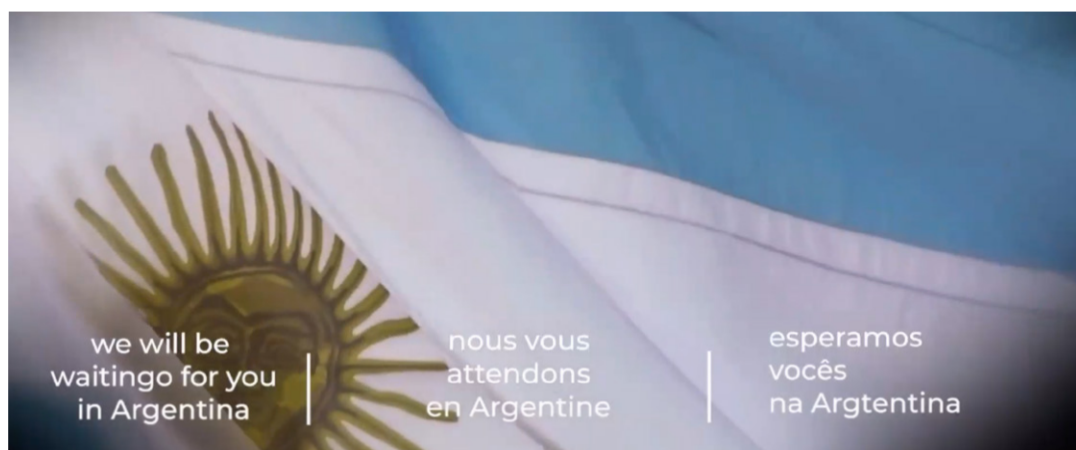 we will be
waitingo for you
in Argentina
nous vous
attendons
en Argentine
esperamos
vocês
na Argtentina